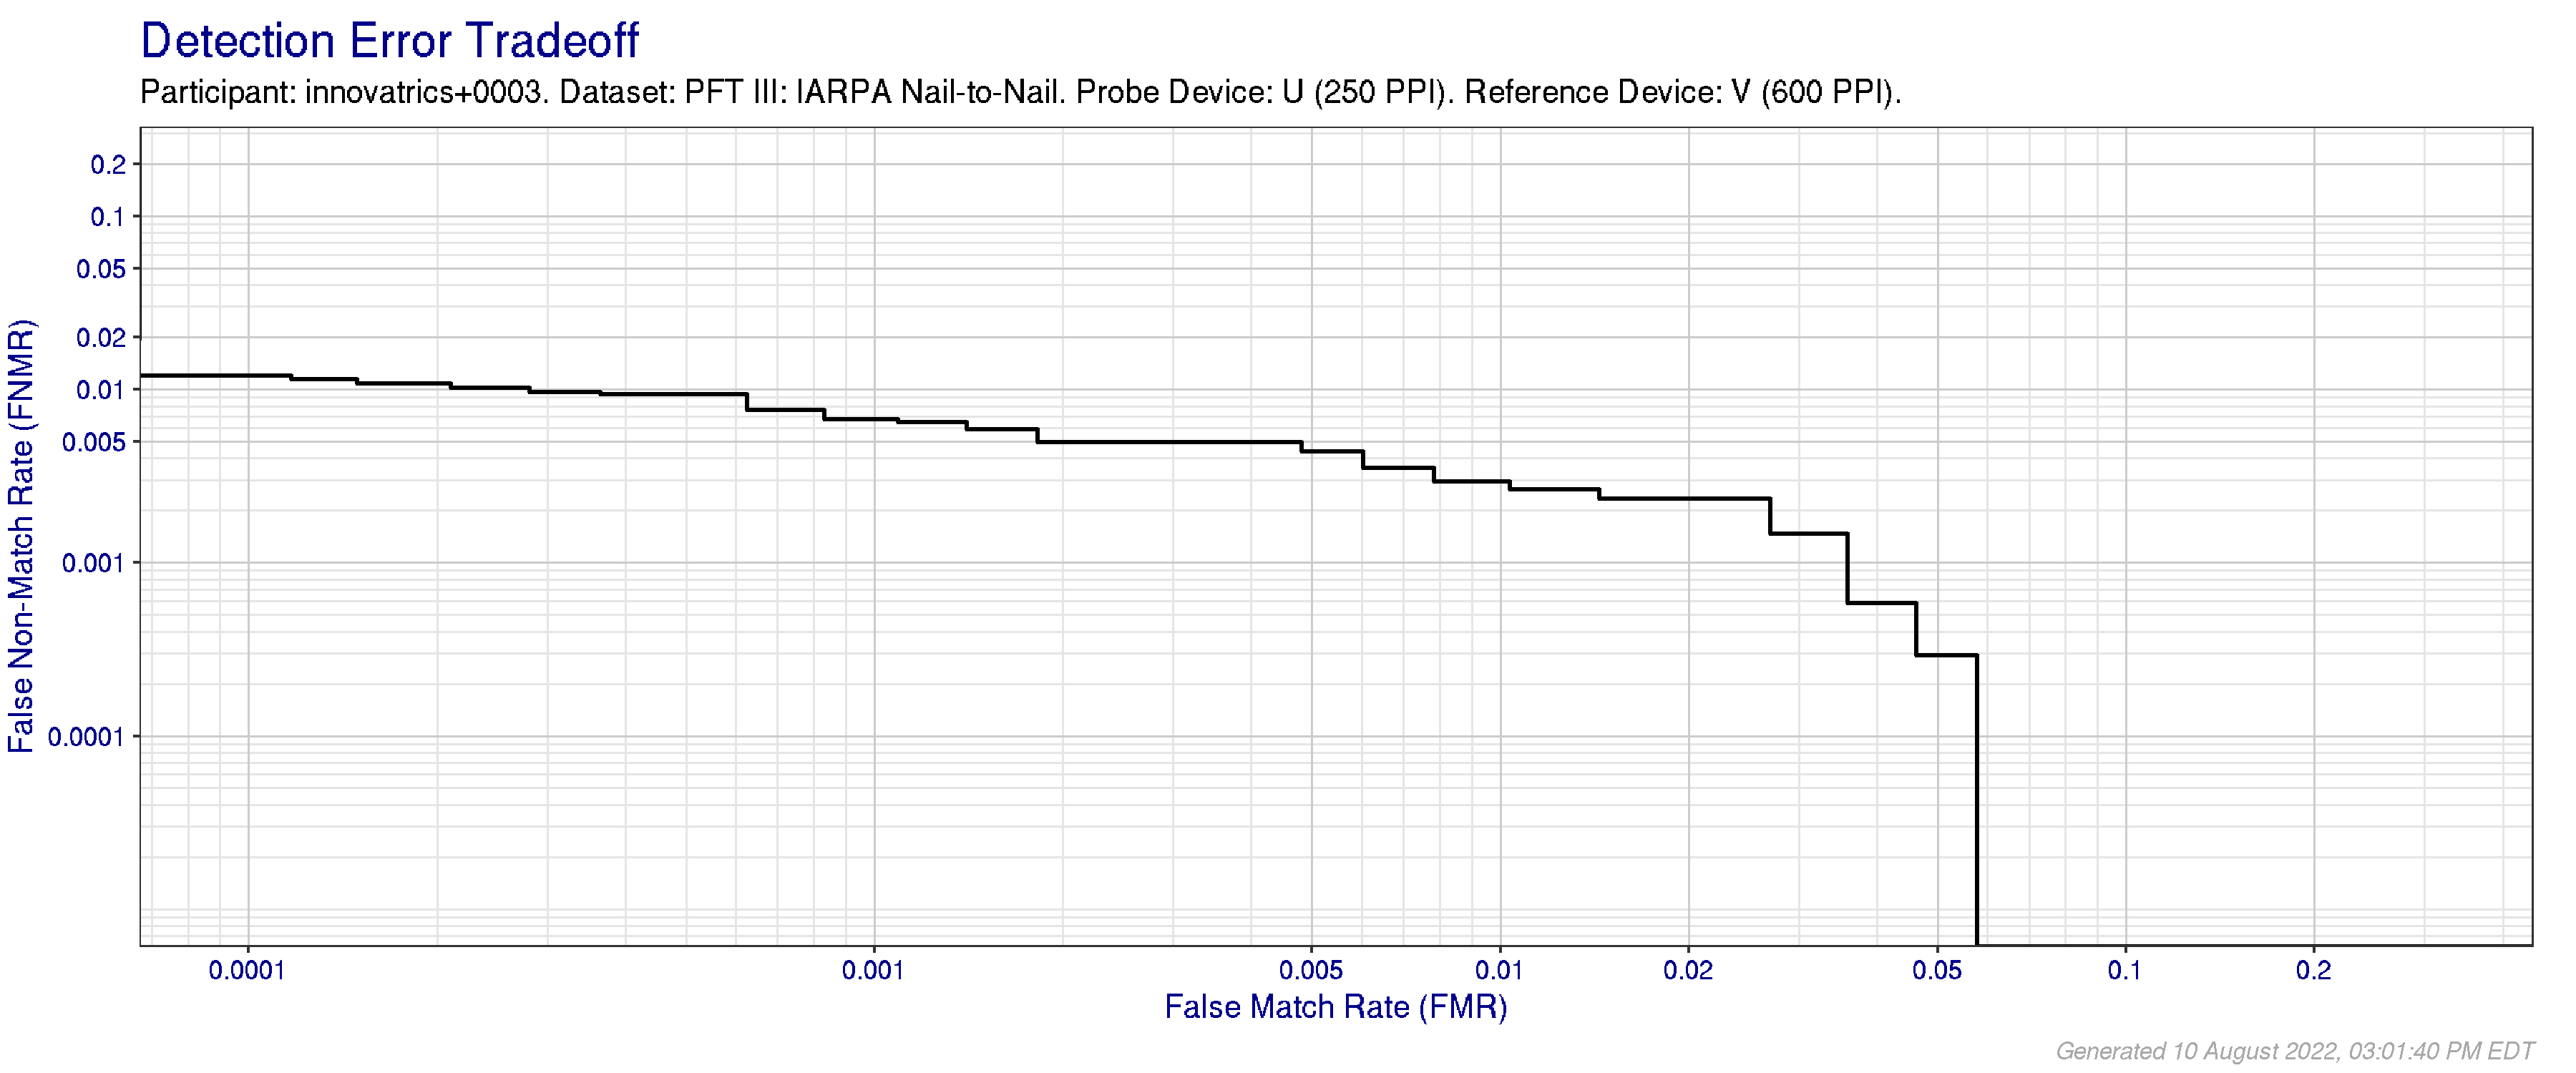 Detection Error Tradeoff
Participant: innovatrics+0003. Dataset: PFT III: IARPA Nail-to-Nail. Probe Device: U (250 PPI). Reference Device: V (600 PPI).
False Non-Match Rate (FNMR)
0.2
0.1
0.05
0.02
0.01
0.005
0.001
0.0001
0.0001 0.001 0.005 0.01 0.02 0.05 0.1 0.2
False Match Rate (FMR)
Generated 10 August 2022, 03:01:40 PM EDT